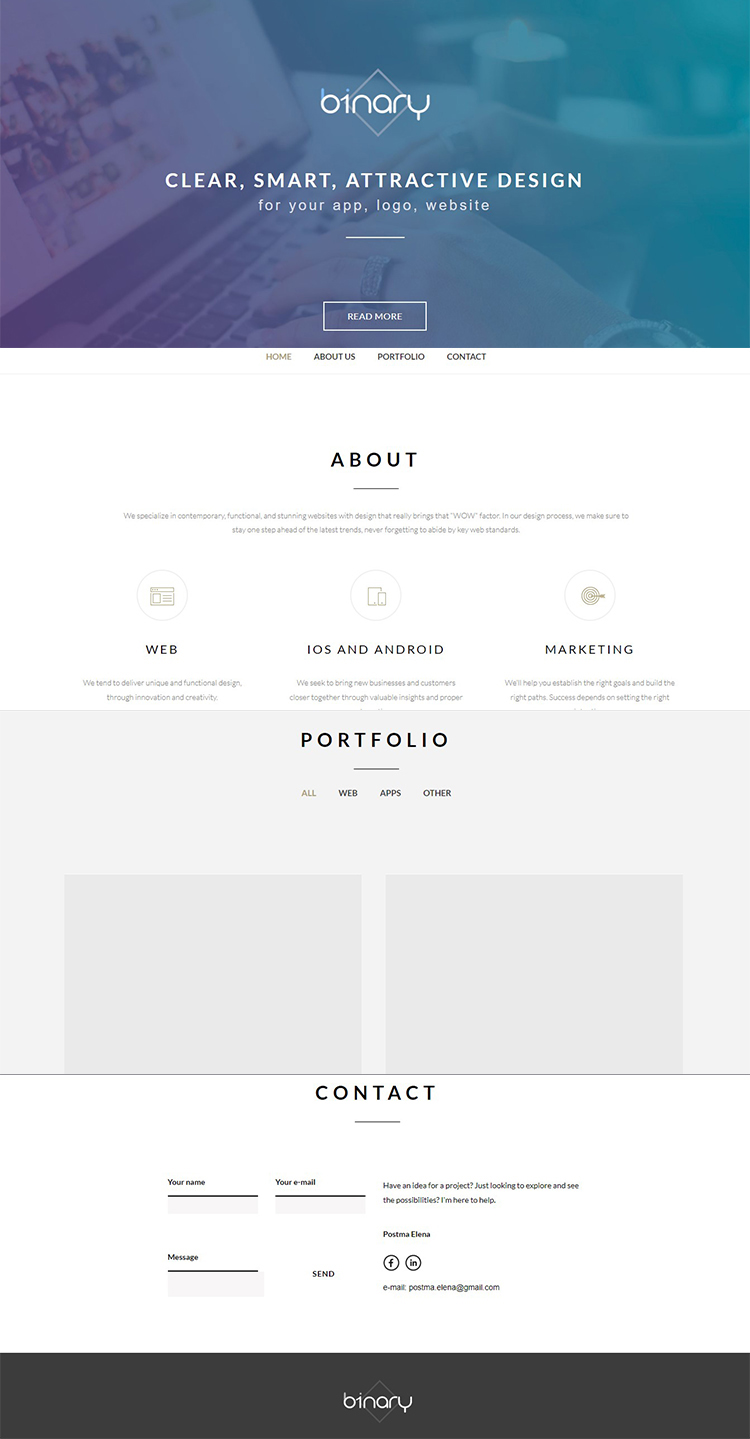 b1nary
CLEAR, SMART, ATTRACTIVE DESIGN
for your app, logo, website
READ MORE
HOME ABOUT US PORTFOLIO CONTACT
ABOUT
We specialize in contemporary, functional, and stunning websites with design that really brings that "WOW" factor. In our design process, we make sure to
stay one step ahead of the latest trends, never forgetting to abide by key web standards.
WEB
We tend to deliver unique and functional design,
through innovation and creativity.
IOS AND ANDROID
We seek to bring new businesses and customers
closer together through valuable insights and proper
MARKETING
We'll help you establish the right goals and build the
right paths. Success depends on setting the right
PORTFOLIO
ALL WEB APPS OTHER
CONTACT
Your name
Your e-mail
Message
SEND
Have an idea for a project? Just looking to explore and see
the possibilities? I'm here to help.
Postma Elena
f in
e-mail: postma.elena@gmail.com
b1nary